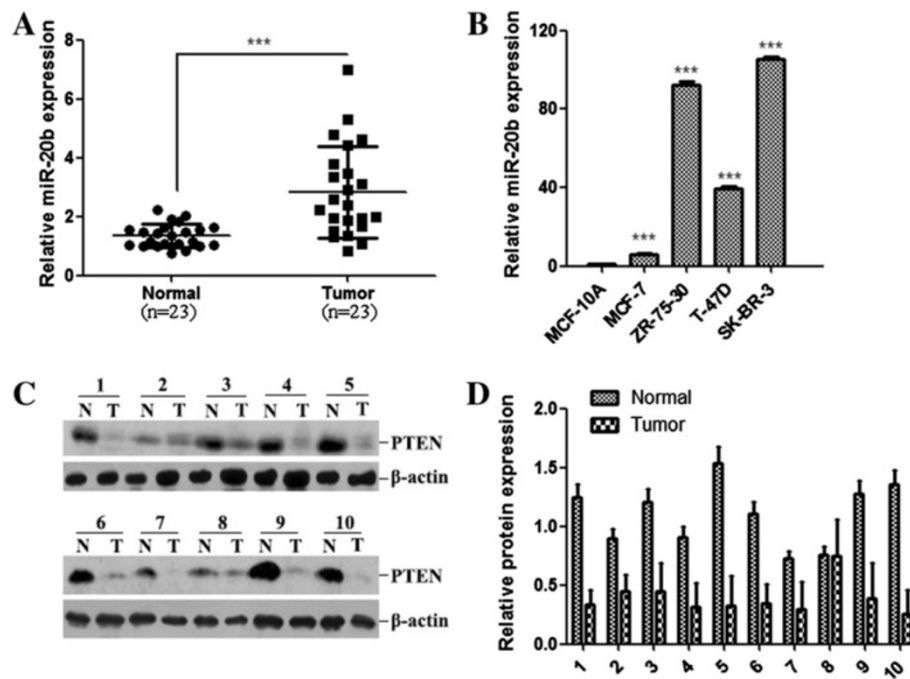 A
Relative miR-20b expression
8
6
4
2
0
***
Normal
(n=23)
Tumor
(n=23)
B
Relative miR-20b expression
120
80
40
0
***
***
***
***
MCF-10A
MCF-7
ZR-75-30
T-47D
SK-BR-3
C
1 2 3 4 5
N T N T N T N T N T
PTEN
β-actin
6 7 8 9 10
N T N T N T N T N T
PTEN
β-actin
D
Normal
Tumor
Relative protein expression
2.0
1.5
1.0
0.5
0.0
1 2 3 4 5 6 7 8 9 10